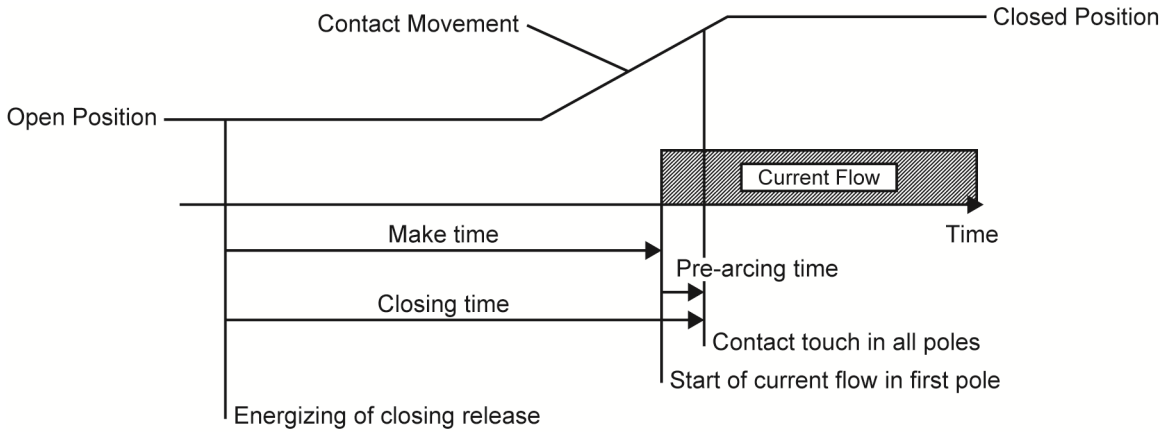 Closed Position
Contact Movement
Open Position
Current Flow
Time
Make time
Pre-arcing time
Closing time
Contact touch in all poles
Start of current flow in first pole
Energizing of closing release